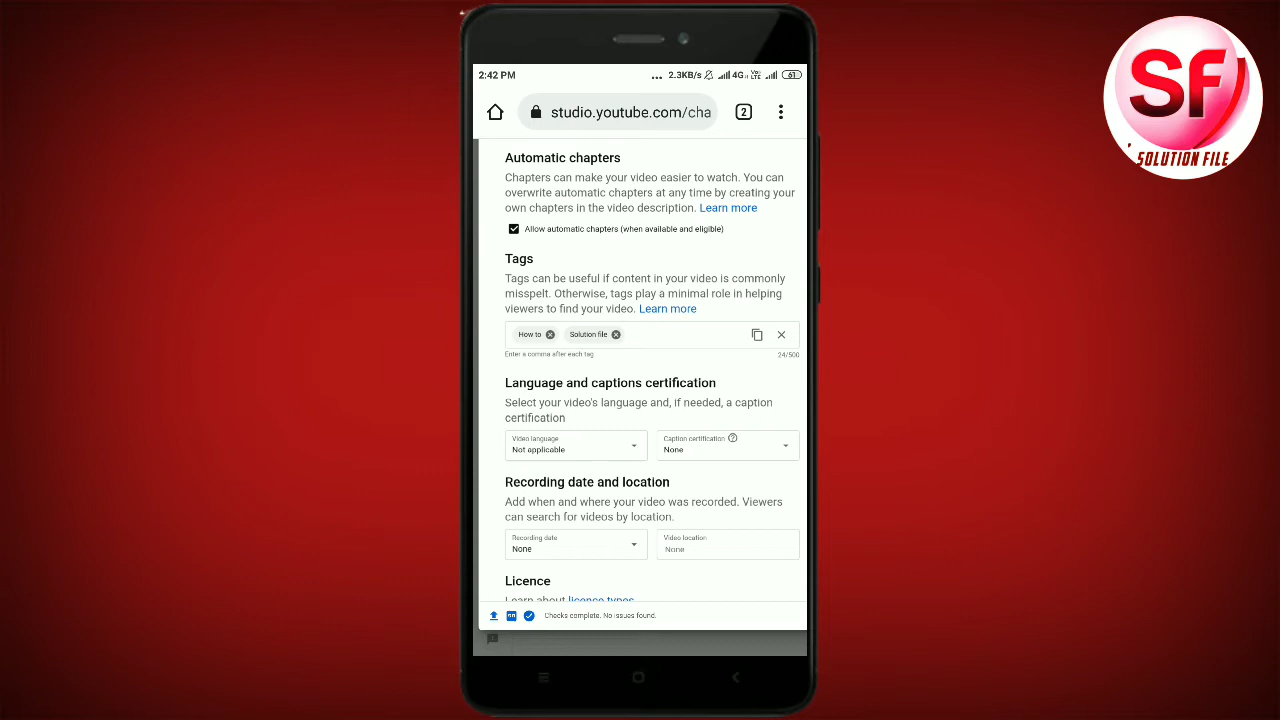 2:42 PM
... 2.3KB/s 4G Vo LTE 61
studio.youtube.com/cha
2
SF
SOLUTION FILE
Automatic chapters
Chapters can make your video easier to watch. You can
overwrite automatic chapters at any time by creating your
own chapters in the video description. Learn more
Allow automatic chapters (when available and eligible)
Tags
Tags can be useful if content in your video is commonly
misspelt. Otherwise, tags play a minimal role in helping
viewers to find your video. Learn more
How to Solution file
Enter a comma after each tag 24/500
Language and captions certification
Select your video's language and, if needed, a caption
certification
Video language Caption certification
Not applicable None
Recording date and location
Add when and where your video was recorded. Viewers
can search for videos by location.
Recording date Video location
None None
Licence
Learn about licence types.
Checks complete. No issues found.